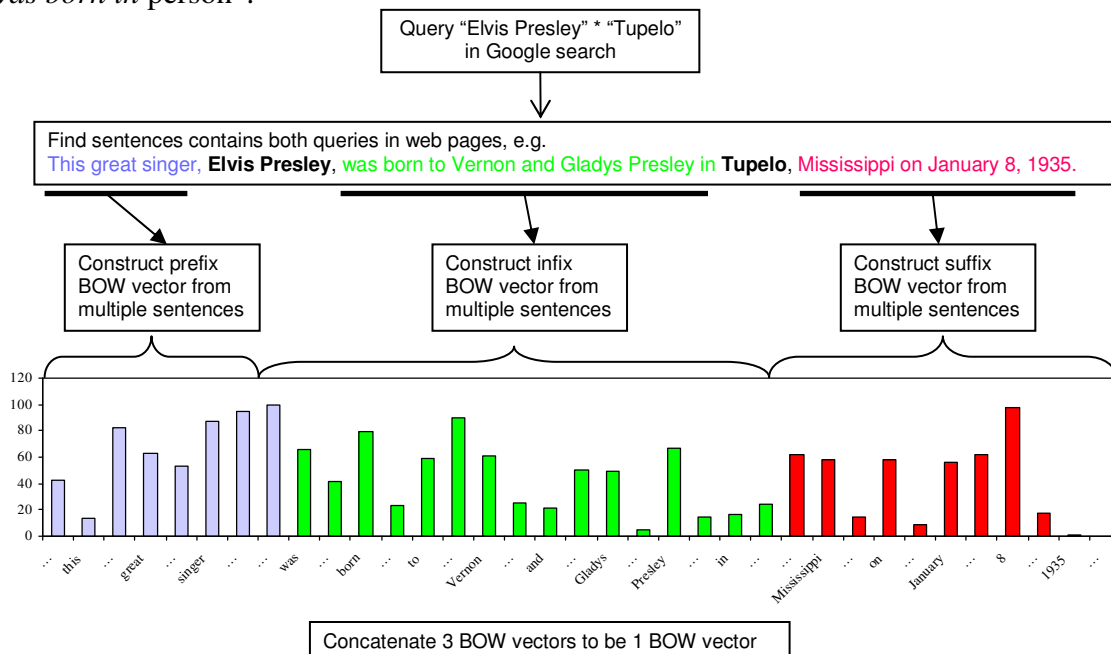 was born in person".
Query “Elvis Presley” * “Tupelo”
in Google search
Find sentences contains both queries in web pages, e.g.
This great singer, Elvis Presley, was born to Vernon and Gladys Presley in Tupelo, Mississippi on January 8, 1935.
Construct prefix
BOW vector from
multiple sentences
Construct infix
BOW vector from
multiple sentences
Construct suffix
BOW vector from
multiple sentences
120
100
80
60
40
20
0
… this … great … singer … … was … born … to … Vernon … and … Gladys … Presley … in … … Mississippi … on … January … 8 … 1935 …
Concatenate 3 BOW vectors to be 1 BOW vector